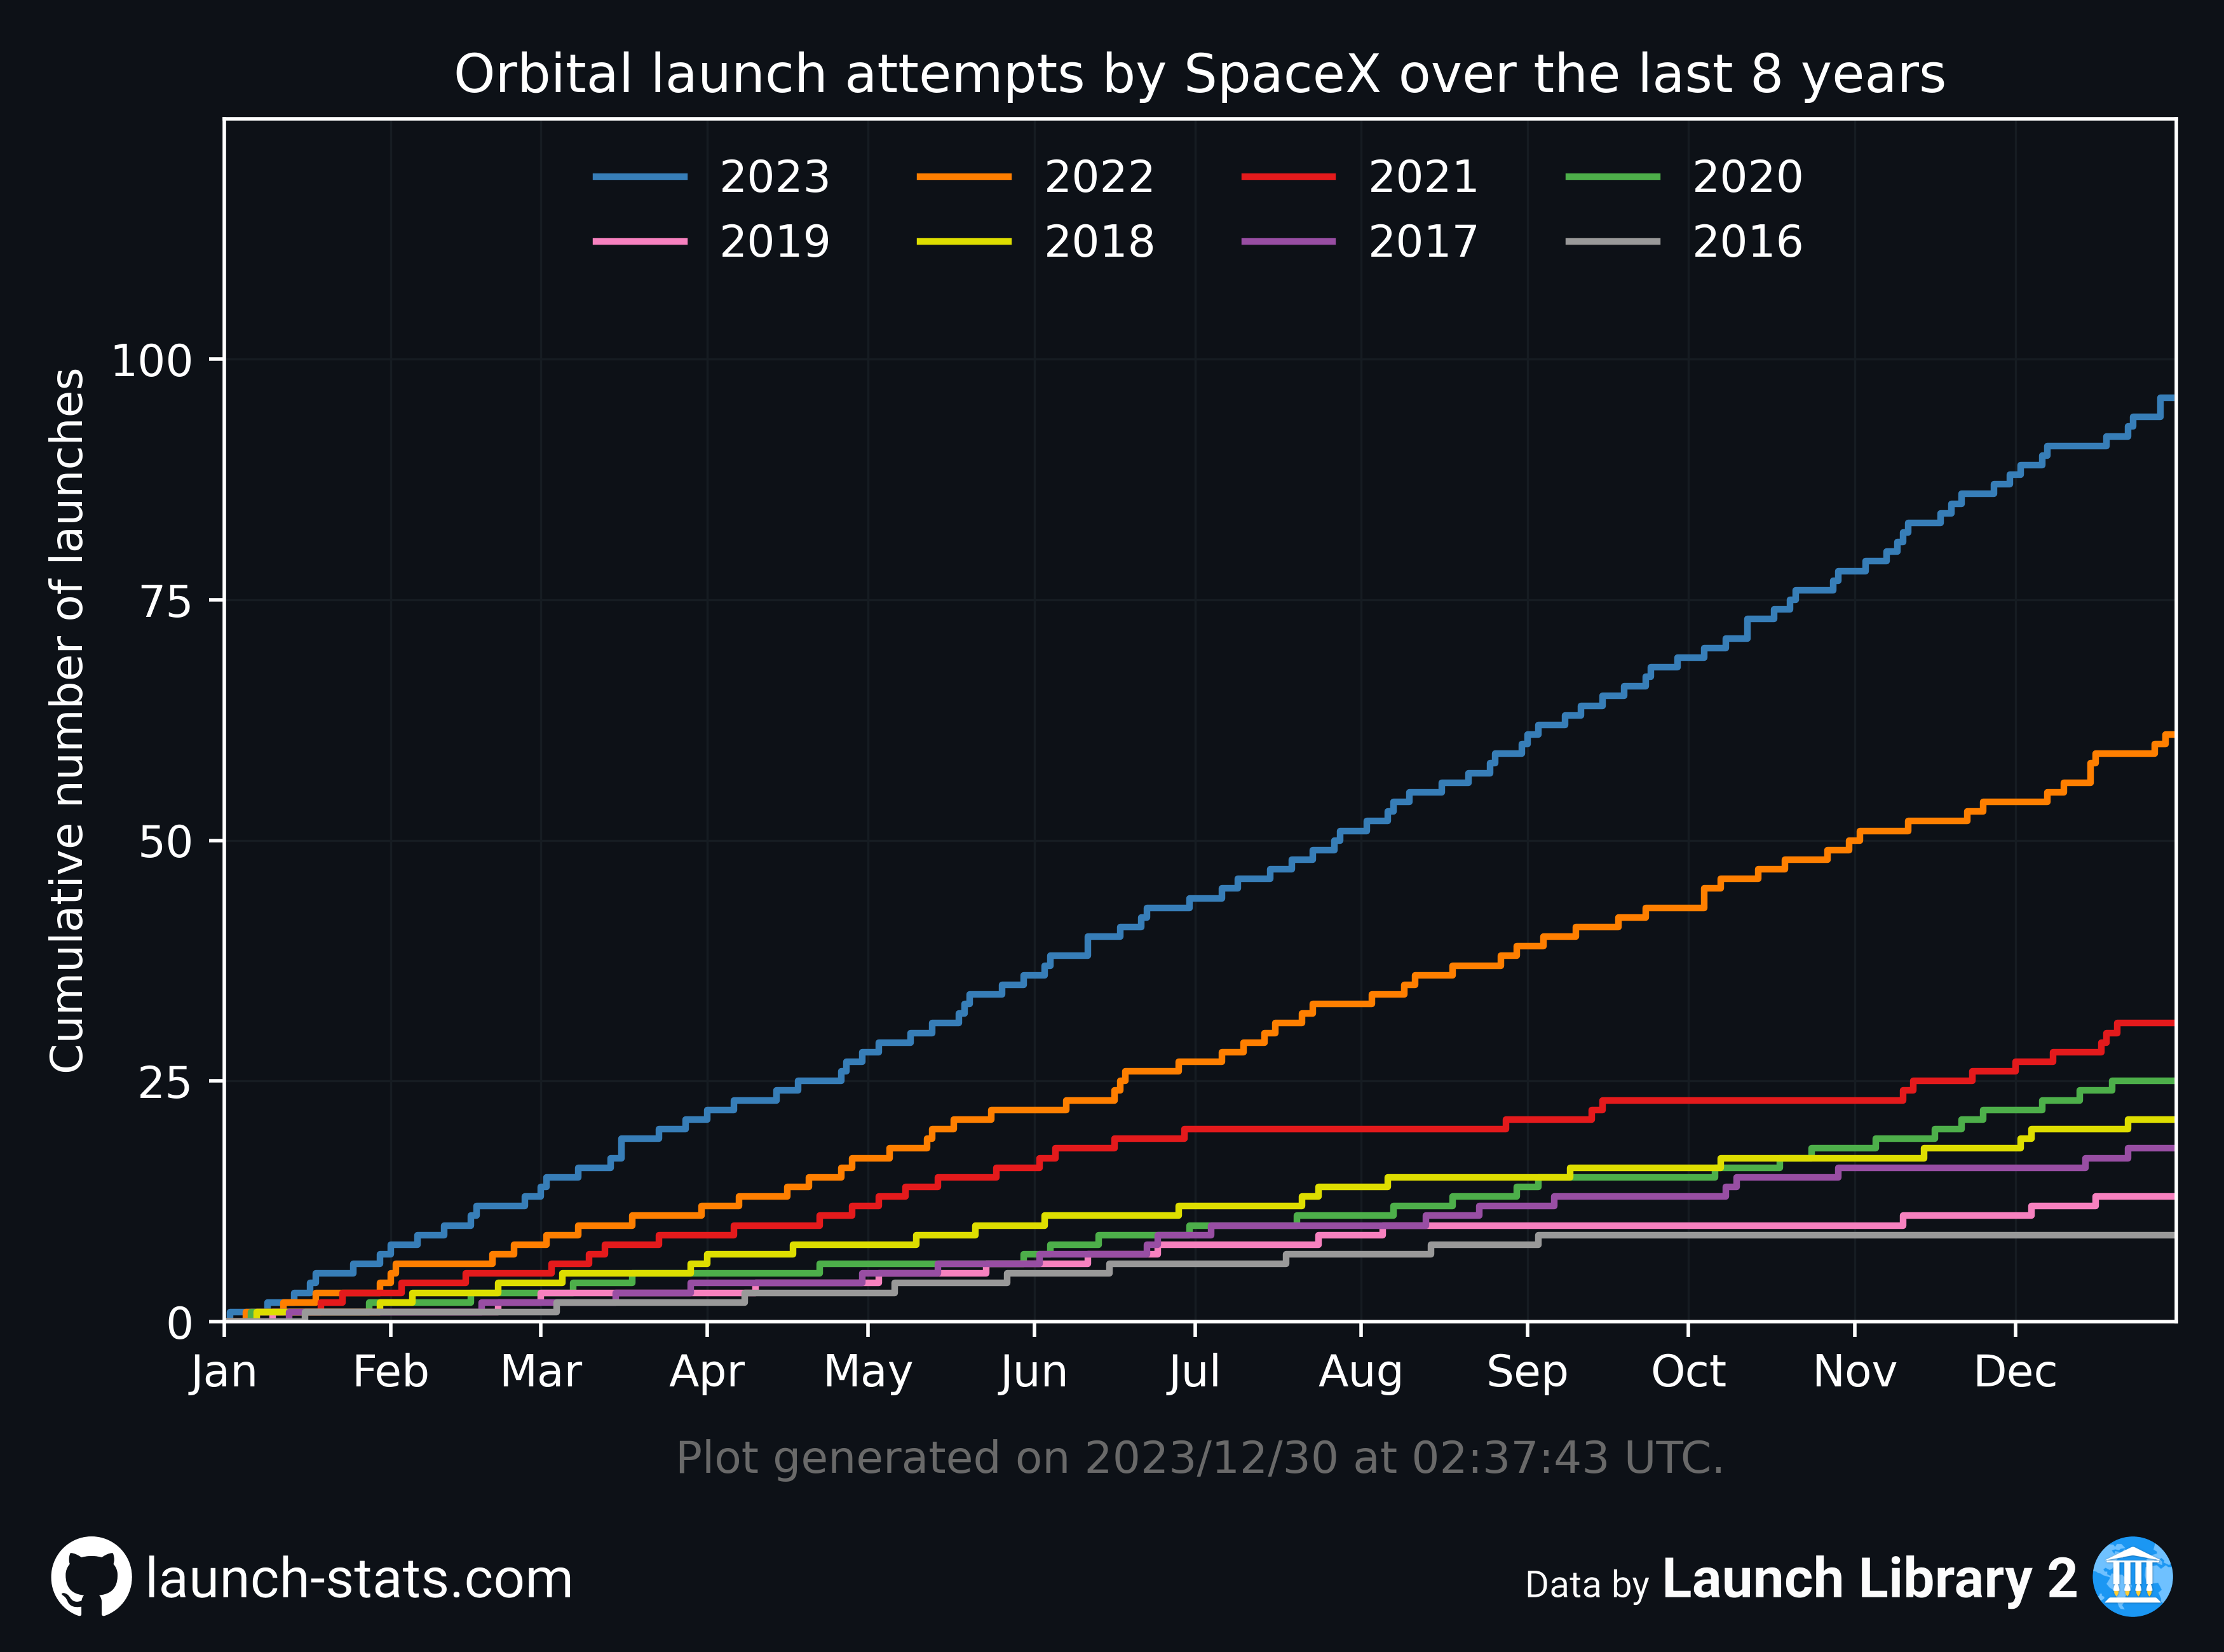 Orbital launch attempts by SpaceX over the last 8 years
2023 2022 2021 2020
2019 2018 2017 2016
Cumulative number of launches
100
75
50
25
0
Jan Feb Mar Apr May Jun Jul Aug Sep Oct Nov Dec
Plot generated on 2023/12/30 at 02:37:43 UTC.
launch-stats.com
Data by Launch Library 2